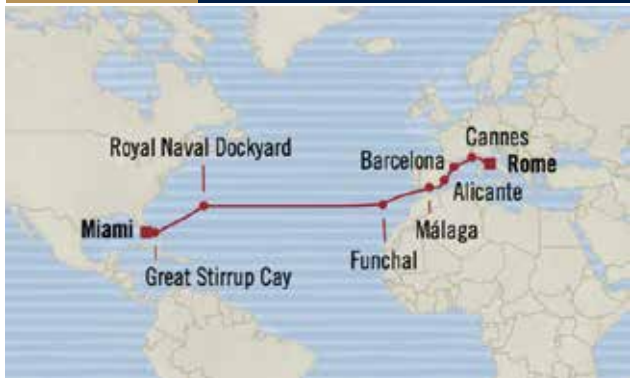 Cannes
Royal Naval Dockyard
Barcelona
Rome
Alicante
Miami
Málaga
Funchal
Great Stirrup Cay